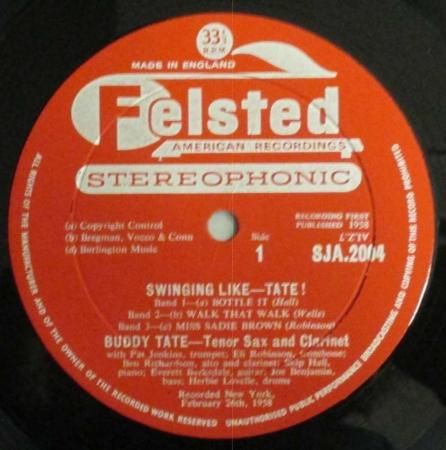 33⅓
R.P.M
MADE IN ENGLAND
Felsted
AMERICAN RECORDINGS
STEREOPHONIC
(a) Copyright Control
(b) Bregman, Vocco & Conn
(d) Burlington Music
Side
1
RECORDING FIRST
PUBLISHED 1958
SJA.2004
SWINGING LIKE—TATE!
Band 1—(a) BOTTLE IT (Hall)
Band 2—(b) WALK THAT WALK (Wells)
Band 3—(c) MISS SADIE BROWN (Robinson)
BUDDY TATE—Tenor Sax and Clarinet
with Pat Jenkins, trumpet; Eli Robinson, trombone;
Ben Richardson, alto and clarinet; Skip Hall,
piano; Everett Barksdale, guitar; Joe Benjamin,
bass; Herbie Lovelle, drums
Recorded New York,
February 26th, 1958
ALL RIGHTS OF THE MANUFACTURER AND OF THE OWNER OF THE RECORDED WORK RESERVED UNAUTHORISED PUBLIC PERFORMANCE BROADCASTING AND COPYING OF THIS RECORD PROHIBITED